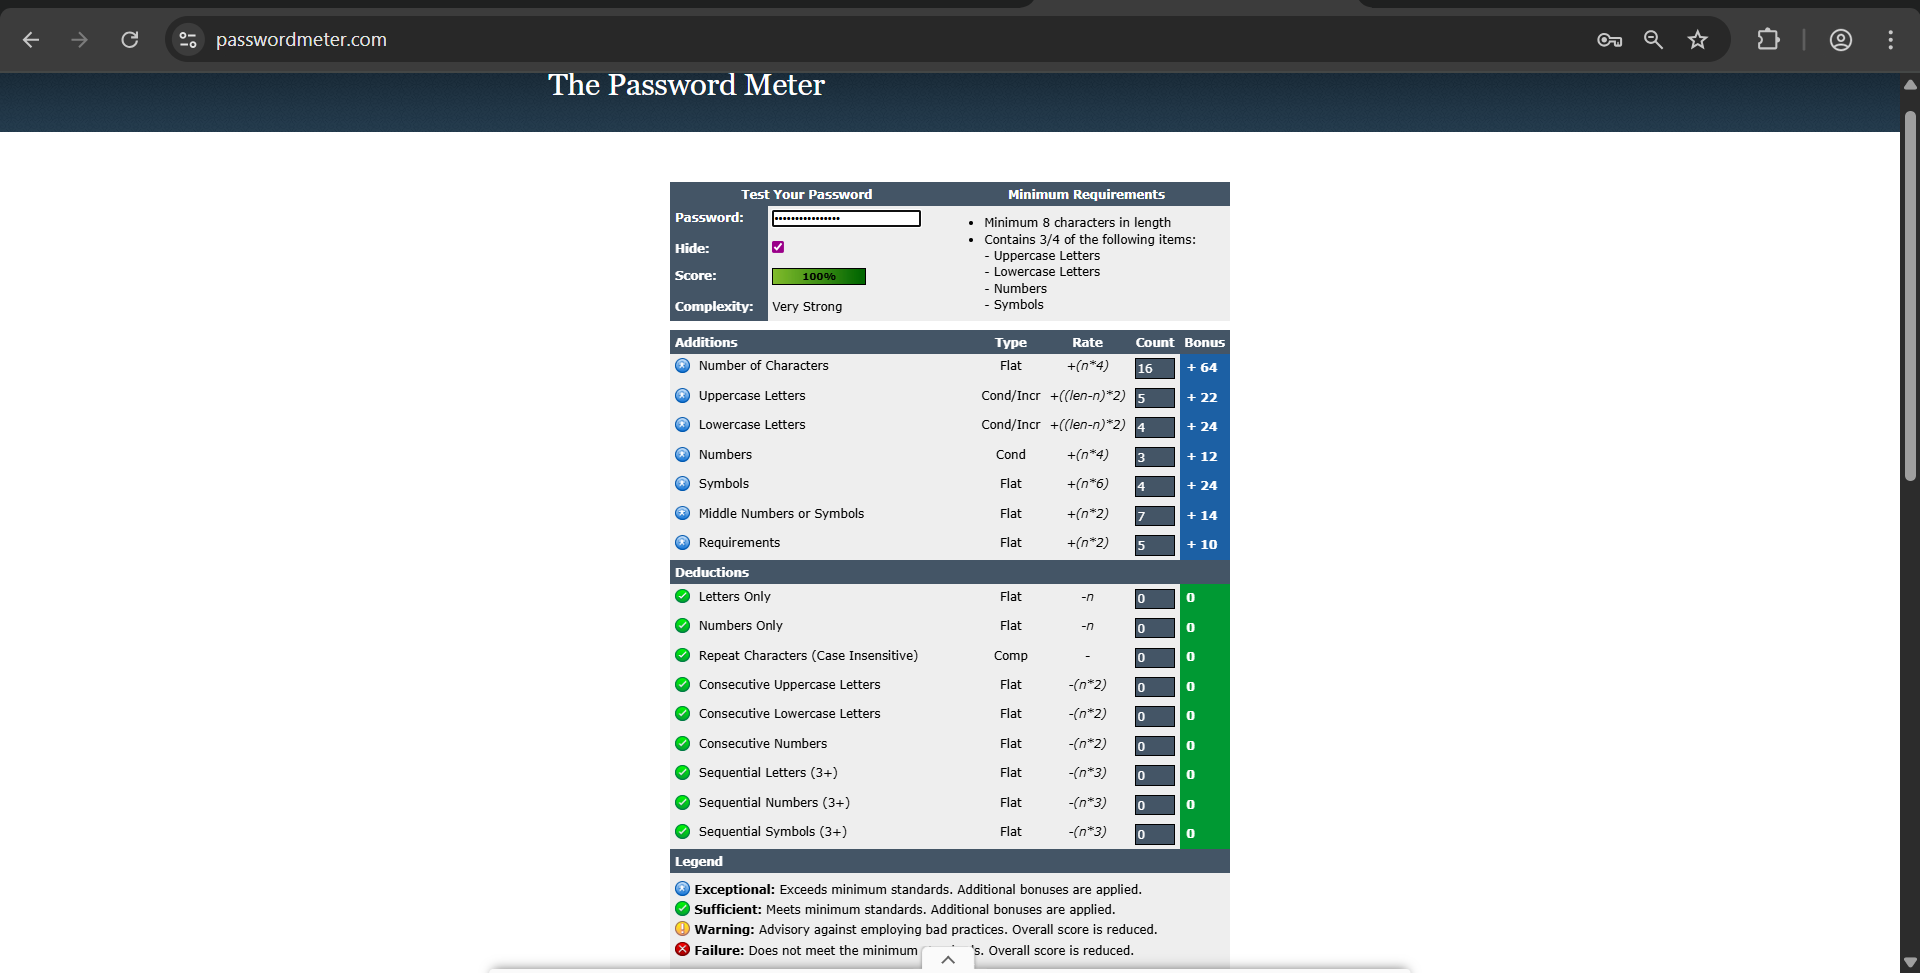 passwordmeter.com
The Password Meter
Test Your Password
Minimum Requirements
Password:
••••••••••••••••
Hide:
Score:
100%
Complexity:
Very Strong
• Minimum 8 characters in length
• Contains 3/4 of the following items:
- Uppercase Letters
- Lowercase Letters
- Numbers
- Symbols
Additions Type Rate Count Bonus
Number of Characters Flat +(n*4) 16 + 64
Uppercase Letters Cond/Incr +((len-n)*2) 5 + 22
Lowercase Letters Cond/Incr +((len-n)*2) 4 + 24
Numbers Cond +(n*4) 3 + 12
Symbols Flat +(n*6) 4 + 24
Middle Numbers or Symbols Flat +(n*2) 7 + 14
Requirements Flat +(n*2) 5 + 10
Deductions
Letters Only Flat -n 0 0
Numbers Only Flat -n 0 0
Repeat Characters (Case Insensitive) Comp - 0 0
Consecutive Uppercase Letters Flat -(n*2) 0 0
Consecutive Lowercase Letters Flat -(n*2) 0 0
Consecutive Numbers Flat -(n*2) 0 0
Sequential Letters (3+) Flat -(n*3) 0 0
Sequential Numbers (3+) Flat -(n*3) 0 0
Sequential Symbols (3+) Flat -(n*3) 0 0
Legend
Exceptional: Exceeds minimum standards. Additional bonuses are applied.
Sufficient: Meets minimum standards. Additional bonuses are applied.
Warning: Advisory against employing bad practices. Overall score is reduced.
Failure: Does not meet the minimum s. Overall score is reduced.